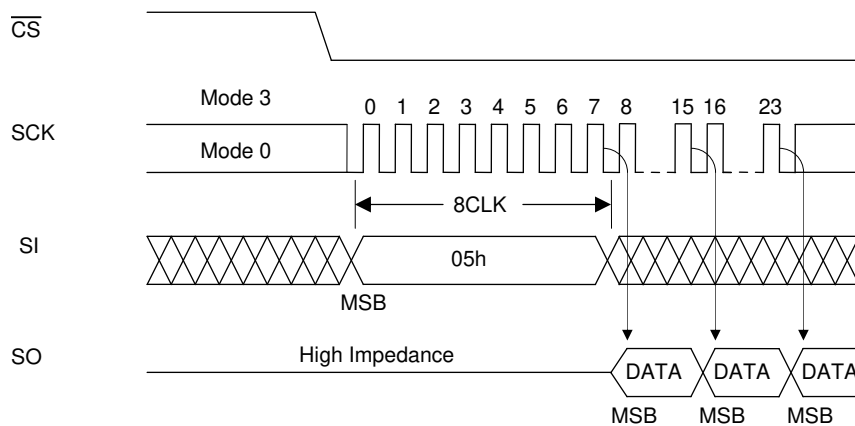 CS
Mode 3
0 1 2 3 4 5 6 7 8 15 16 23
SCK
Mode 0
8CLK
SI
05h
MSB
SO
High Impedance
DATA DATA DATA
MSB MSB MSB